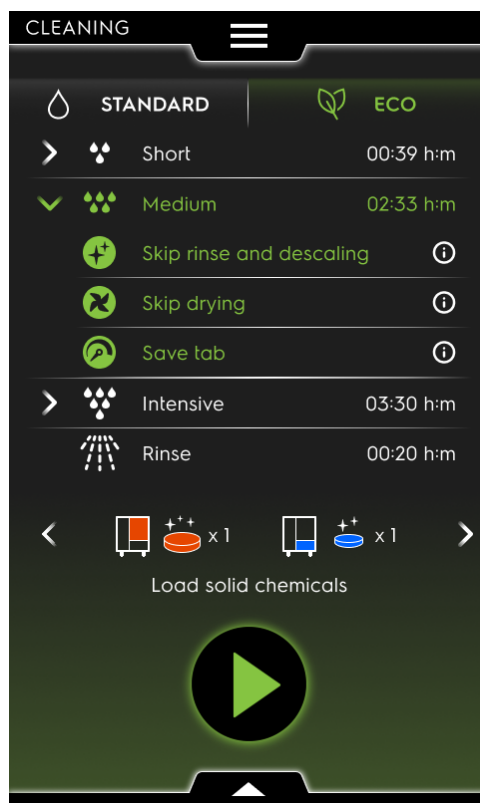 CLEANING
STANDARD ECO
Short 00:39 h:m
Medium 02:33 h:m
Skip rinse and descaling
Skip drying
Save tab
Intensive 03:30 h:m
Rinse 00:20 h:m
x 1 x 1
Load solid chemicals